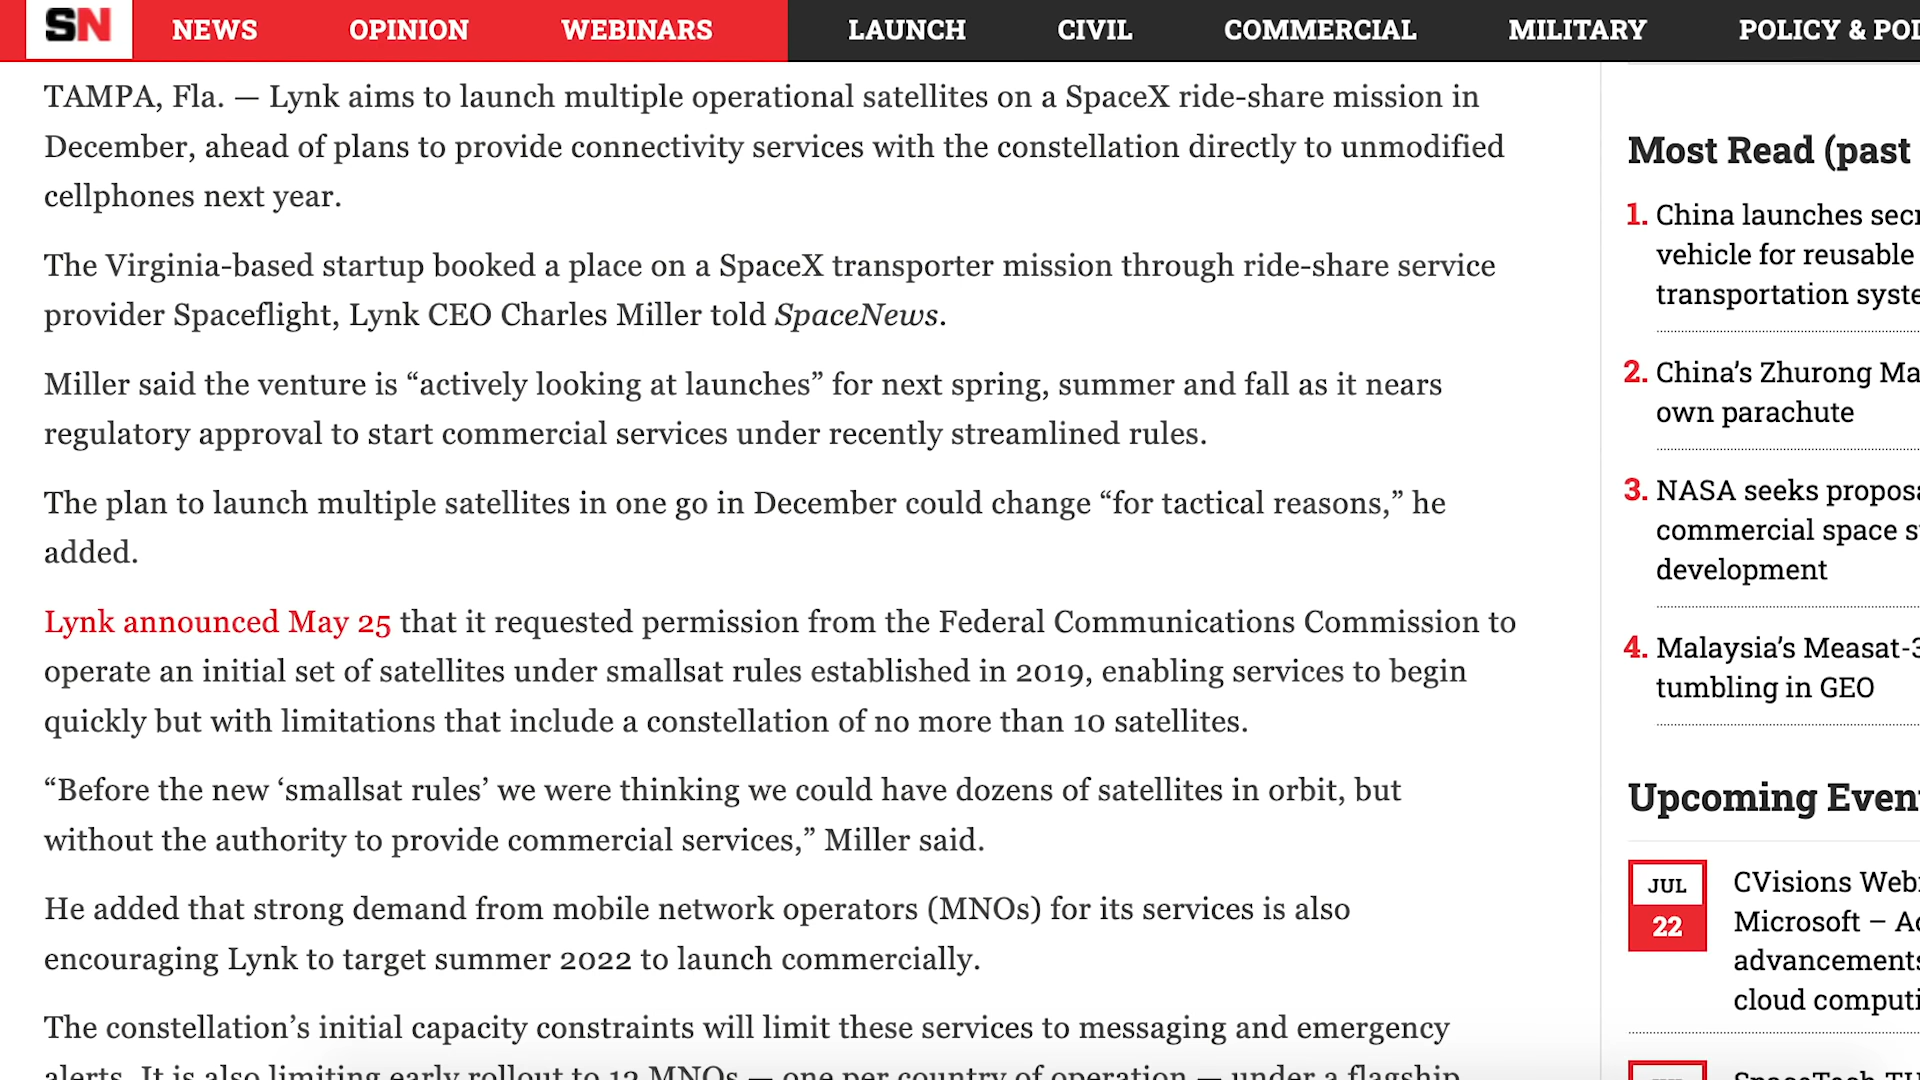 SN NEWS OPINION WEBINARS LAUNCH CIVIL COMMERCIAL MILITARY POLICY &
TAMPA, Fla. — Lynk aims to launch multiple operational satellites on a SpaceX ride-share mission in
December, ahead of plans to provide connectivity services with the constellation directly to unmodified
cellphones next year.
The Virginia-based startup booked a place on a SpaceX transporter mission through ride-share service
provider Spaceflight, Lynk CEO Charles Miller told SpaceNews.
Miller said the venture is “actively looking at launches” for next spring, summer and fall as it nears
regulatory approval to start commercial services under recently streamlined rules.
The plan to launch multiple satellites in one go in December could change “for tactical reasons,” he
added.
Lynk announced May 25 that it requested permission from the Federal Communications Commission to
operate an initial set of satellites under smallsat rules established in 2019, enabling services to begin
quickly but with limitations that include a constellation of no more than 10 satellites.
“Before the new ‘smallsat rules’ we were thinking we could have dozens of satellites in orbit, but
without the authority to provide commercial services,” Miller said.
He added that strong demand from mobile network operators (MNOs) for its services is also
encouraging Lynk to target summer 2022 to launch commercially.
The constellation’s initial capacity constraints will limit these services to messaging and emergency
alerts. It is also limiting early rollout to 12 MNOs — one per country of operation — under a flagship
Most Read (past
1. China launches
vehicle for reusable
transportation
2. China’s Zhurong
own parachute
3. NASA seeks
commercial space
development
4. Malaysia’s
tumbling in GEO
Upcoming
JUL
22
CVisions
Microsoft –
advancements
cloud